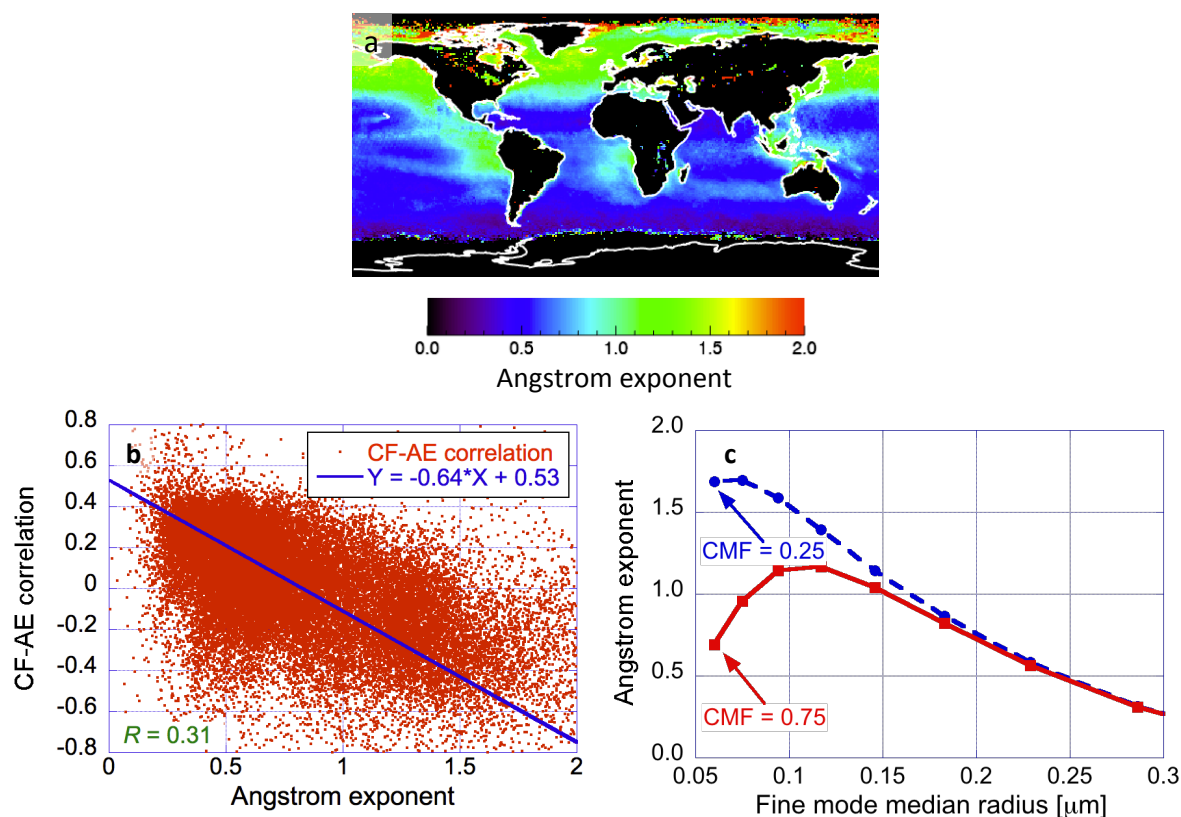 a
0.0 0.5 1.0 1.5 2.0
Angstrom exponent
b
CF-AE correlation
Y = -0.64*X + 0.53
R = 0.31
0.8
0.6
0.4
0.2
0
-0.2
-0.4
-0.6
-0.8
0 0.5 1 1.5 2
CF-AE correlation
Angstrom exponent
c
CMF = 0.25
CMF = 0.75
2.0
1.5
1.0
0.5
0.0
0.05 0.1 0.15 0.2 0.25 0.3
Angstrom exponent
Fine mode median radius [μm]